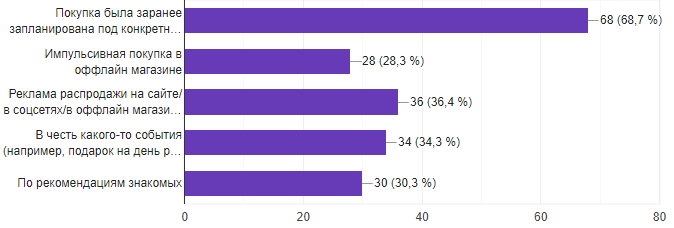 Покупка была заранее
запланирована под конкретн…
68 (68,7 %)
Импульсивная покупка в
оффлайн магазине
28 (28,3 %)
Реклама распродажи на сайте/
в соцсетях/в оффлайн магази…
36 (36,4 %)
В честь какого-то события
(например, подарок на день р…
34 (34,3 %)
По рекомендациям знакомых
30 (30,3 %)
0 20 40 60 80